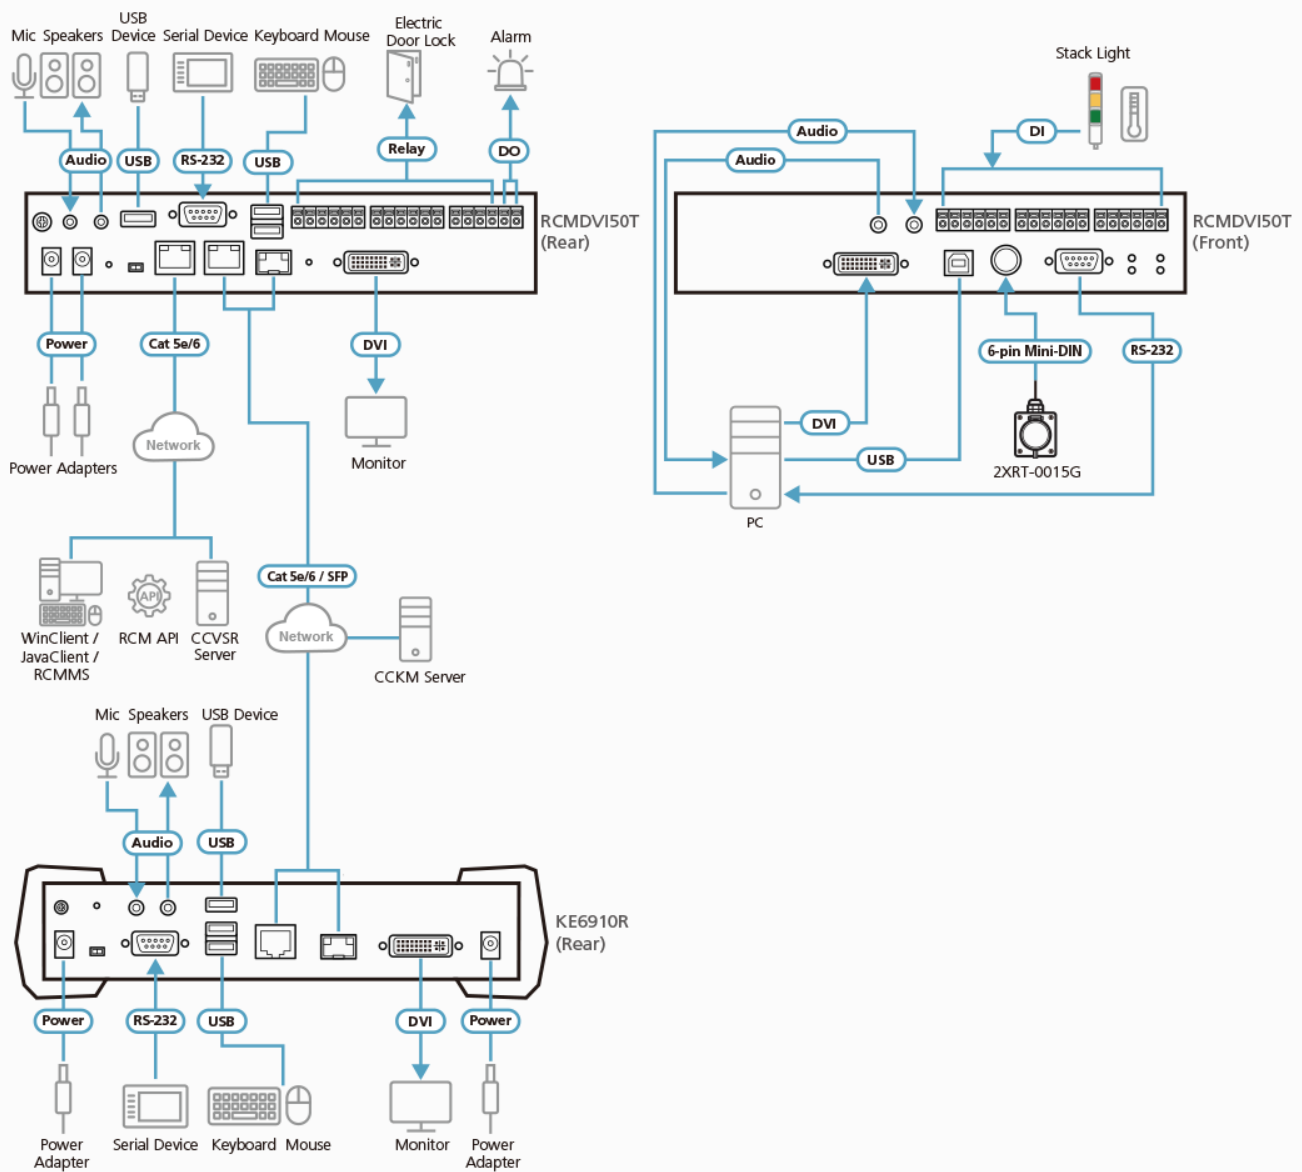 USB
Mic Speakers Device Serial Device Keyboard Mouse
Electric
Door Lock
Alarm
Audio
USB
RS-232
USB
Relay
DO
RCMDVI50T
(Rear)
Power
Cat 5e/6
DVI
Network
Power Adapters
Monitor
Cat 5e/6 / SFP
API
WinClient /
JavaClient /
RCMMS
RCM API
CCVSR
Server
Network
CCKM Server
Stack Light
Audio
DI
Audio
RCMDVI50T
(Front)
6-pin Mini-DIN
RS-232
DVI
USB
2XRT-0015G
PC
Mic Speakers USB Device
Audio
USB
KE6910R
(Rear)
Power
RS-232
USB
DVI
Power
Power
Adapter
Serial Device
Keyboard Mouse
Monitor
Power
Adapter